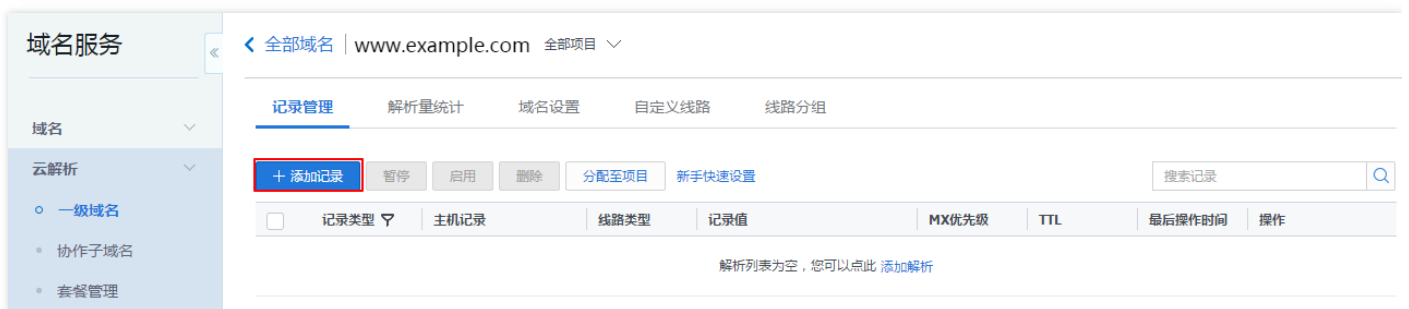 域名服务
全部域名 www.example.com 全部项目
记录管理 解析量统计 域名设置 自定义线路 线路分组
域名
云解析
+ 添加记录 暂停 启用 删除 分配至项目 新手快速设置 搜索记录
一级域名
记录类型 主机记录 线路类型 记录值 MX优先级 TTL 最后操作时间 操作
协作子域名
解析列表为空，您可以点此 添加解析
套餐管理